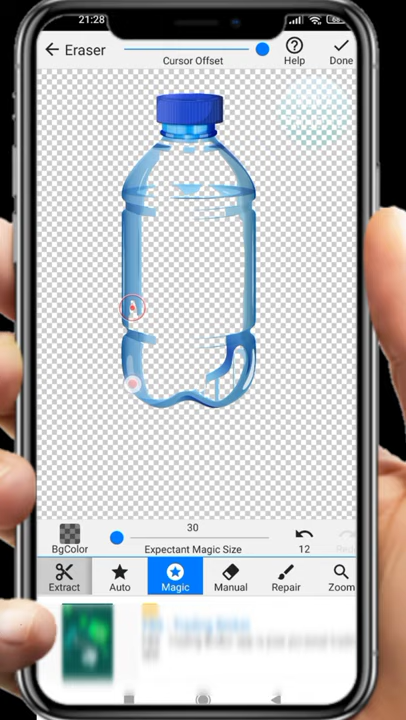 21:28
Eraser
Cursor Offset
Help
Done
30
BgColor
Expectant Magic Size
12
Extract
Auto
Magic
Manual
Repair
Zoom